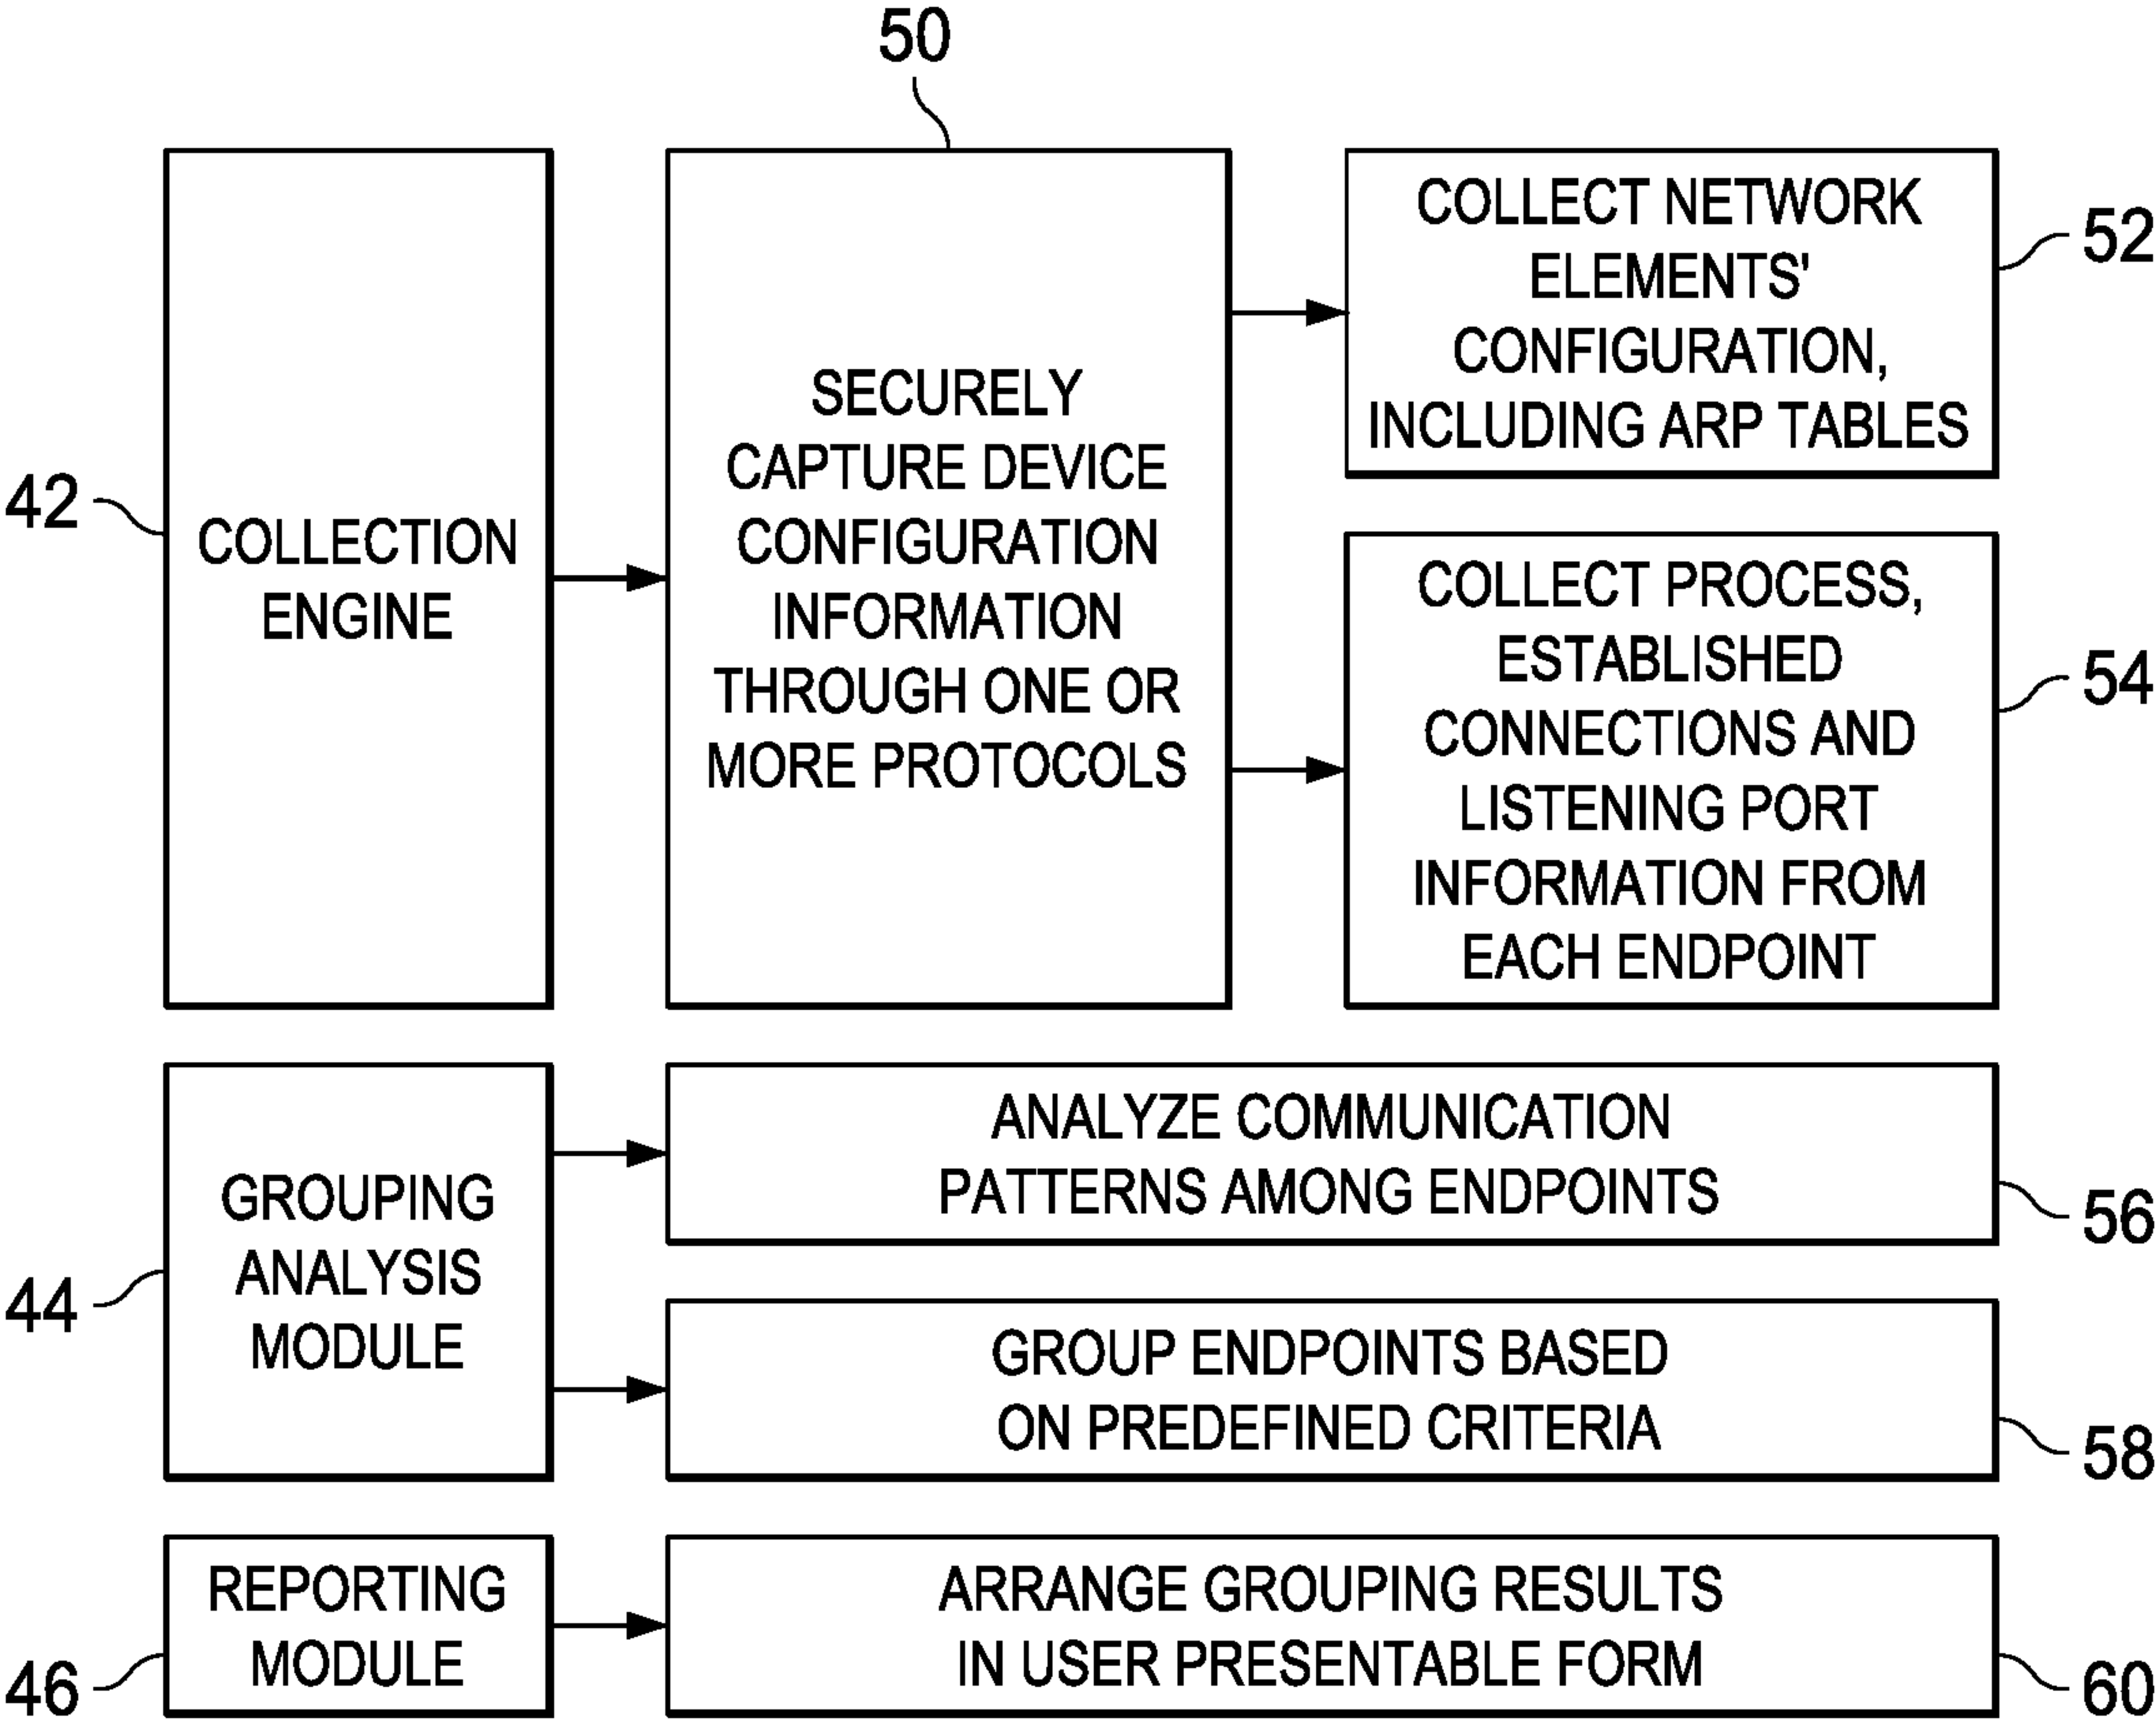 50
42
COLLECTION
ENGINE
SECURELY
CAPTURE DEVICE
CONFIGURATION
INFORMATION
THROUGH ONE OR
MORE PROTOCOLS
COLLECT NETWORK
ELEMENTS'
CONFIGURATION,
INCLUDING ARP TABLES
52
COLLECT PROCESS,
ESTABLISHED
CONNECTIONS AND
LISTENING PORT
INFORMATION FROM
EACH ENDPOINT
54
44
GROUPING
ANALYSIS
MODULE
ANALYZE COMMUNICATION
PATTERNS AMONG ENDPOINTS
56
GROUP ENDPOINTS BASED
ON PREDEFINED CRITERIA
58
46
REPORTING
MODULE
ARRANGE GROUPING RESULTS
IN USER PRESENTABLE FORM
60